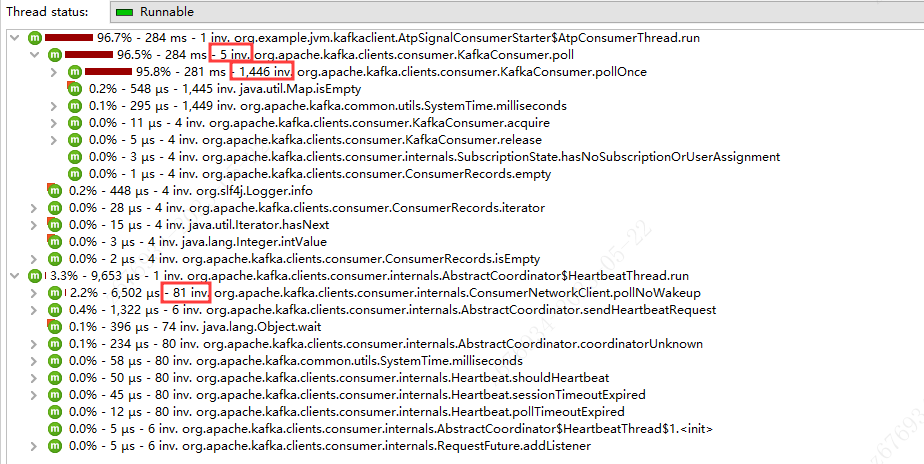 Thread status: Runnable
96.7% - 284 ms - 1 inv. org.example.jvm.kafkaclient.AtpSignalConsumerStarter$AtpConsumerThread.run
96.5% - 284 ms - 5 inv. org.apache.kafka.clients.consumer.KafkaConsumer.poll
95.8% - 281 ms - 1,446 inv. org.apache.kafka.clients.consumer.KafkaConsumer.pollOnce
0.2% - 548 µs - 1,445 inv. java.util.Map.isEmpty
0.1% - 295 µs - 1,449 inv. org.apache.kafka.common.utils.SystemTime.milliseconds
0.0% - 11 µs - 4 inv. org.apache.kafka.clients.consumer.KafkaConsumer.acquire
0.0% - 5 µs - 4 inv. org.apache.kafka.clients.consumer.KafkaConsumer.release
0.0% - 3 µs - 4 inv. org.apache.kafka.clients.consumer.internals.SubscriptionState.hasNoSubscriptionOrUserAssignment
0.0% - 1 µs - 4 inv. org.apache.kafka.clients.consumer.ConsumerRecords.empty
0.2% - 448 µs - 4 inv. org.slf4j.Logger.info
0.0% - 28 µs - 4 inv. org.apache.kafka.clients.consumer.ConsumerRecords.iterator
0.0% - 15 µs - 4 inv. java.util.Iterator.hasNext
0.0% - 3 µs - 4 inv. java.lang.Integer.intValue
0.0% - 2 µs - 4 inv. org.apache.kafka.clients.consumer.ConsumerRecords.isEmpty
3.3% - 9,653 µs - 1 inv. org.apache.kafka.clients.consumer.internals.AbstractCoordinator$HeartbeatThread.run
2.2% - 6,502 µs - 81 inv. org.apache.kafka.clients.consumer.internals.ConsumerNetworkClient.pollNoWakeup
0.4% - 1,322 µs - 6 inv. org.apache.kafka.clients.consumer.internals.AbstractCoordinator.sendHeartbeatRequest
0.1% - 396 µs - 74 inv. java.lang.Object.wait
0.1% - 234 µs - 80 inv. org.apache.kafka.clients.consumer.internals.AbstractCoordinator.coordinatorUnknown
0.0% - 58 µs - 80 inv. org.apache.kafka.common.utils.SystemTime.milliseconds
0.0% - 50 µs - 80 inv. org.apache.kafka.clients.consumer.internals.Heartbeat.shouldHeartbeat
0.0% - 45 µs - 80 inv. org.apache.kafka.clients.consumer.internals.Heartbeat.sessionTimeoutExpired
0.0% - 12 µs - 80 inv. org.apache.kafka.clients.consumer.internals.Heartbeat.pollTimeoutExpired
0.0% - 5 µs - 6 inv. org.apache.kafka.clients.consumer.internals.AbstractCoordinator$HeartbeatThread$1.<init>
0.0% - 5 µs - 6 inv. org.apache.kafka.clients.consumer.internals.RequestFuture.addListener